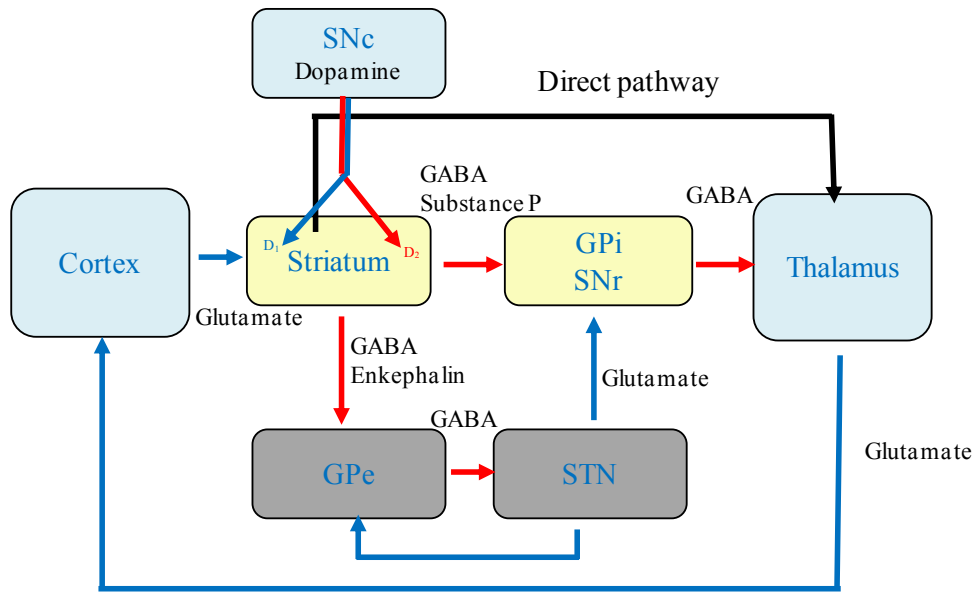 SNc
Dopamine
Direct pathway
GABA
Substance P
GABA
Cortex
D₁
Striatum
D₂
GPi
SNr
Thalamus
Glutamate
GABA
Enkephalin
Glutamate
GABA
Glutamate
GPe
STN